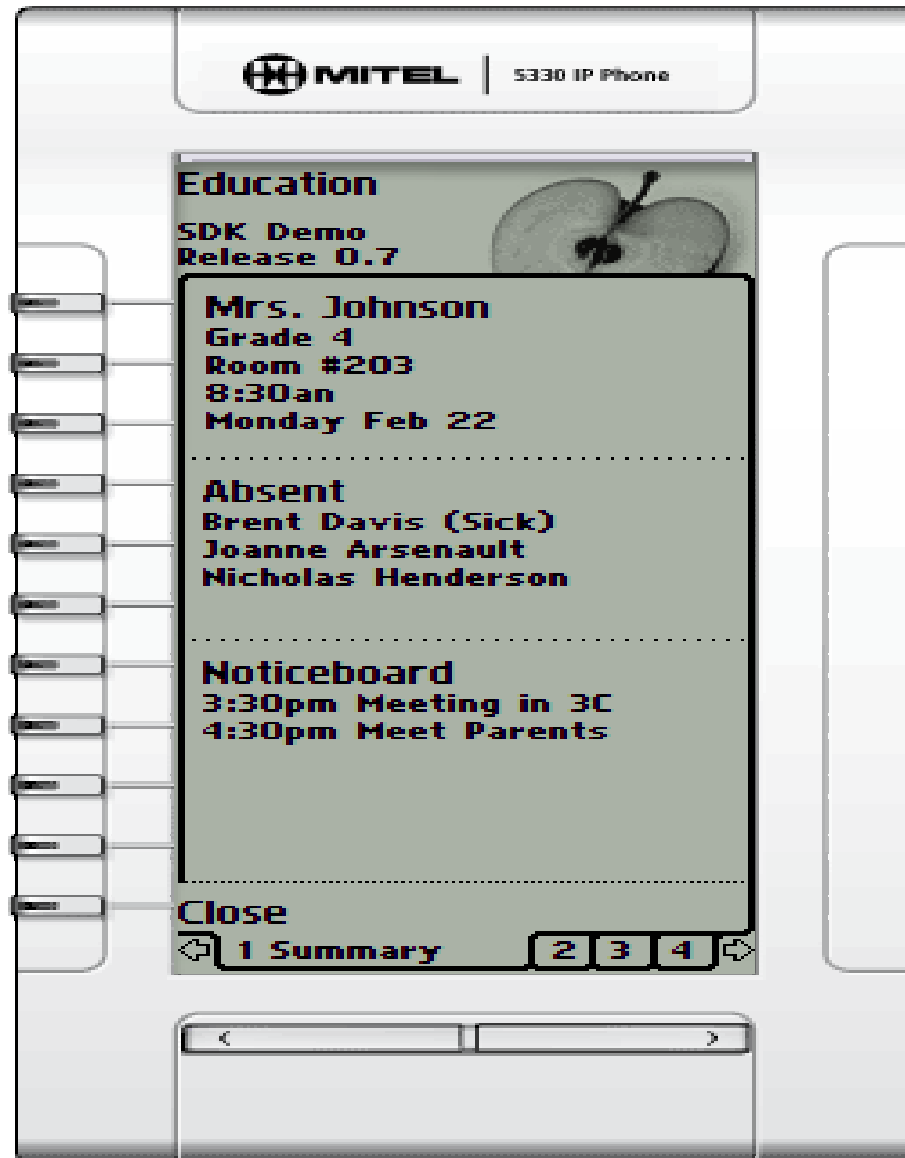 MITEL | 5330 IP Phone
Education
SDK Demo
Release 0.7
Mrs. Johnson
Grade 4
Room #203
8:30am
Monday Feb 22
Absent
Brent Davis (Sick)
Joanne Arsenault
Nicholas Henderson
Noticeboard
3:30pm Meeting in 3C
4:30pm Meet Parents
Close
1 Summary 2 3 4
< >